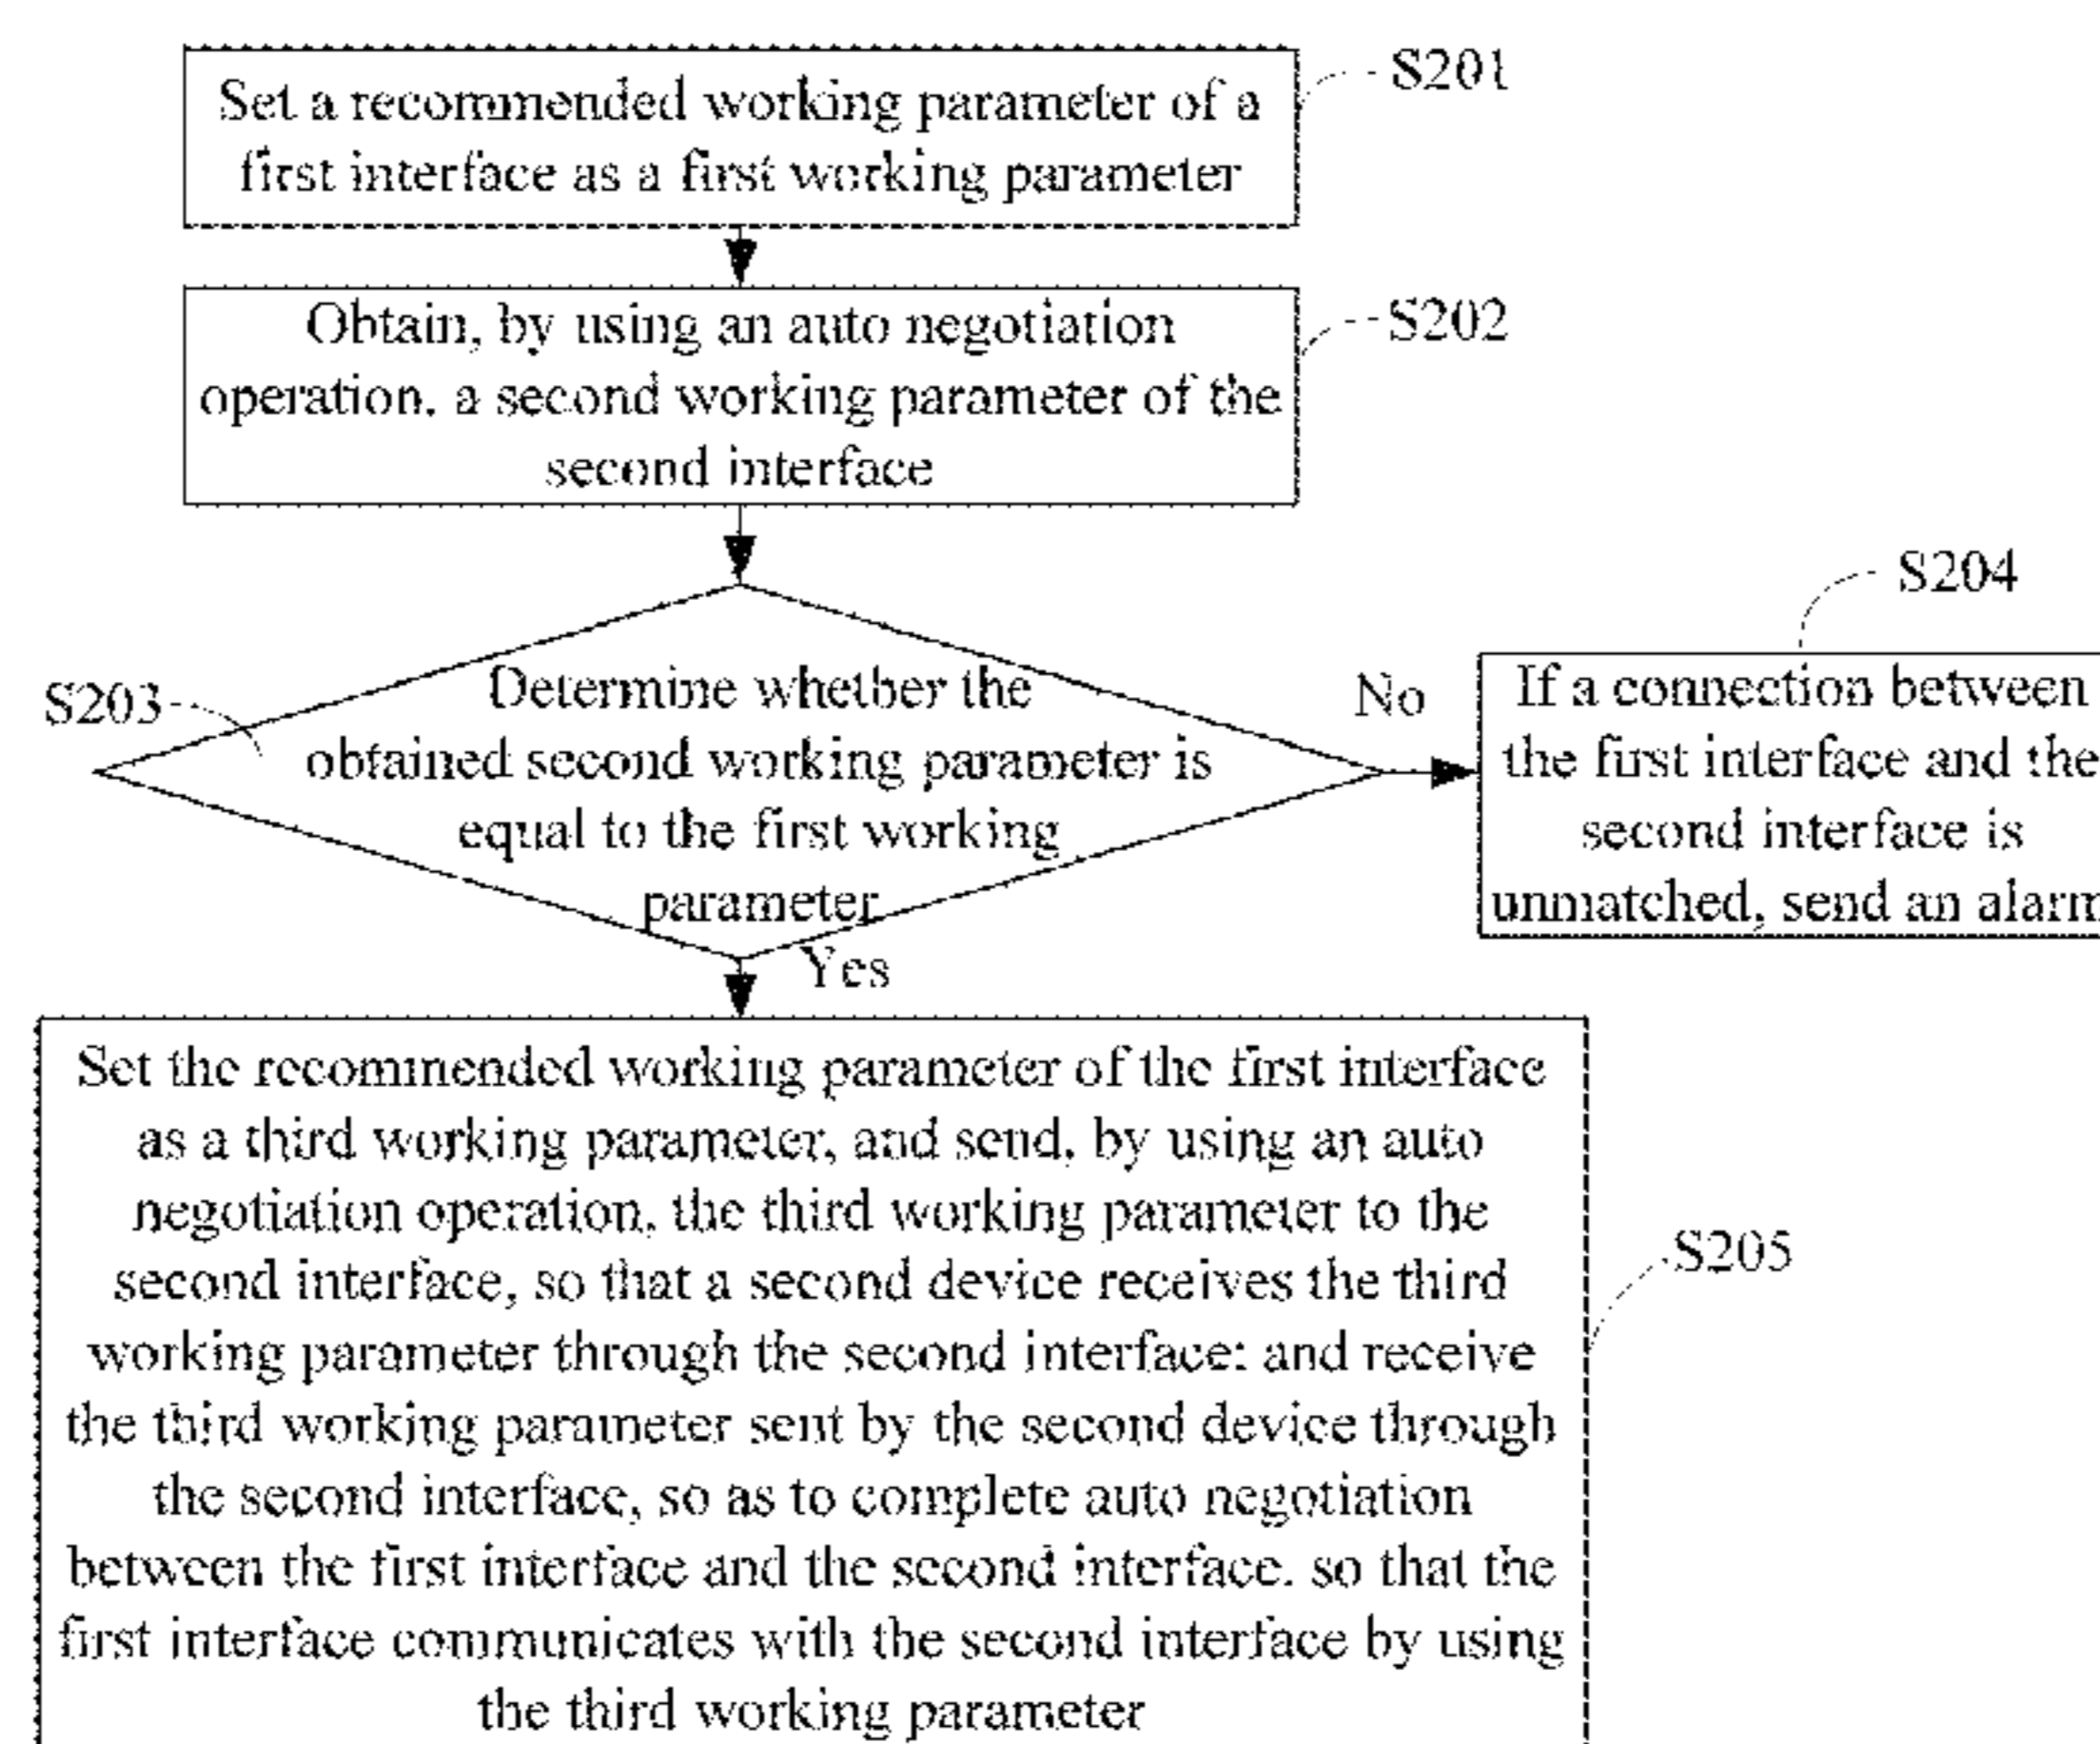 Set a recommended working parameter of a
first interface as a first working parameter
S201
Obtain, by using an auto negotiation
operation, a second working parameter of the
second interface
S202
S203
Determine whether the
obtained second working parameter is
equal to the first working
parameter
No
S204
If a connection between
the first interface and the
second interface is
unmatched, send an alarm
Yes
Set the recommended working parameter of the first interface
as a third working parameter, and send, by using an auto
negotiation operation, the third working parameter to the
second interface, so that a second device receives the third
working parameter through the second interface; and receive
the third working parameter sent by the second device through
the second interface, so as to complete auto negotiation
between the first interface and the second interface, so that the
first interface communicates with the second interface by using
the third working parameter
S205